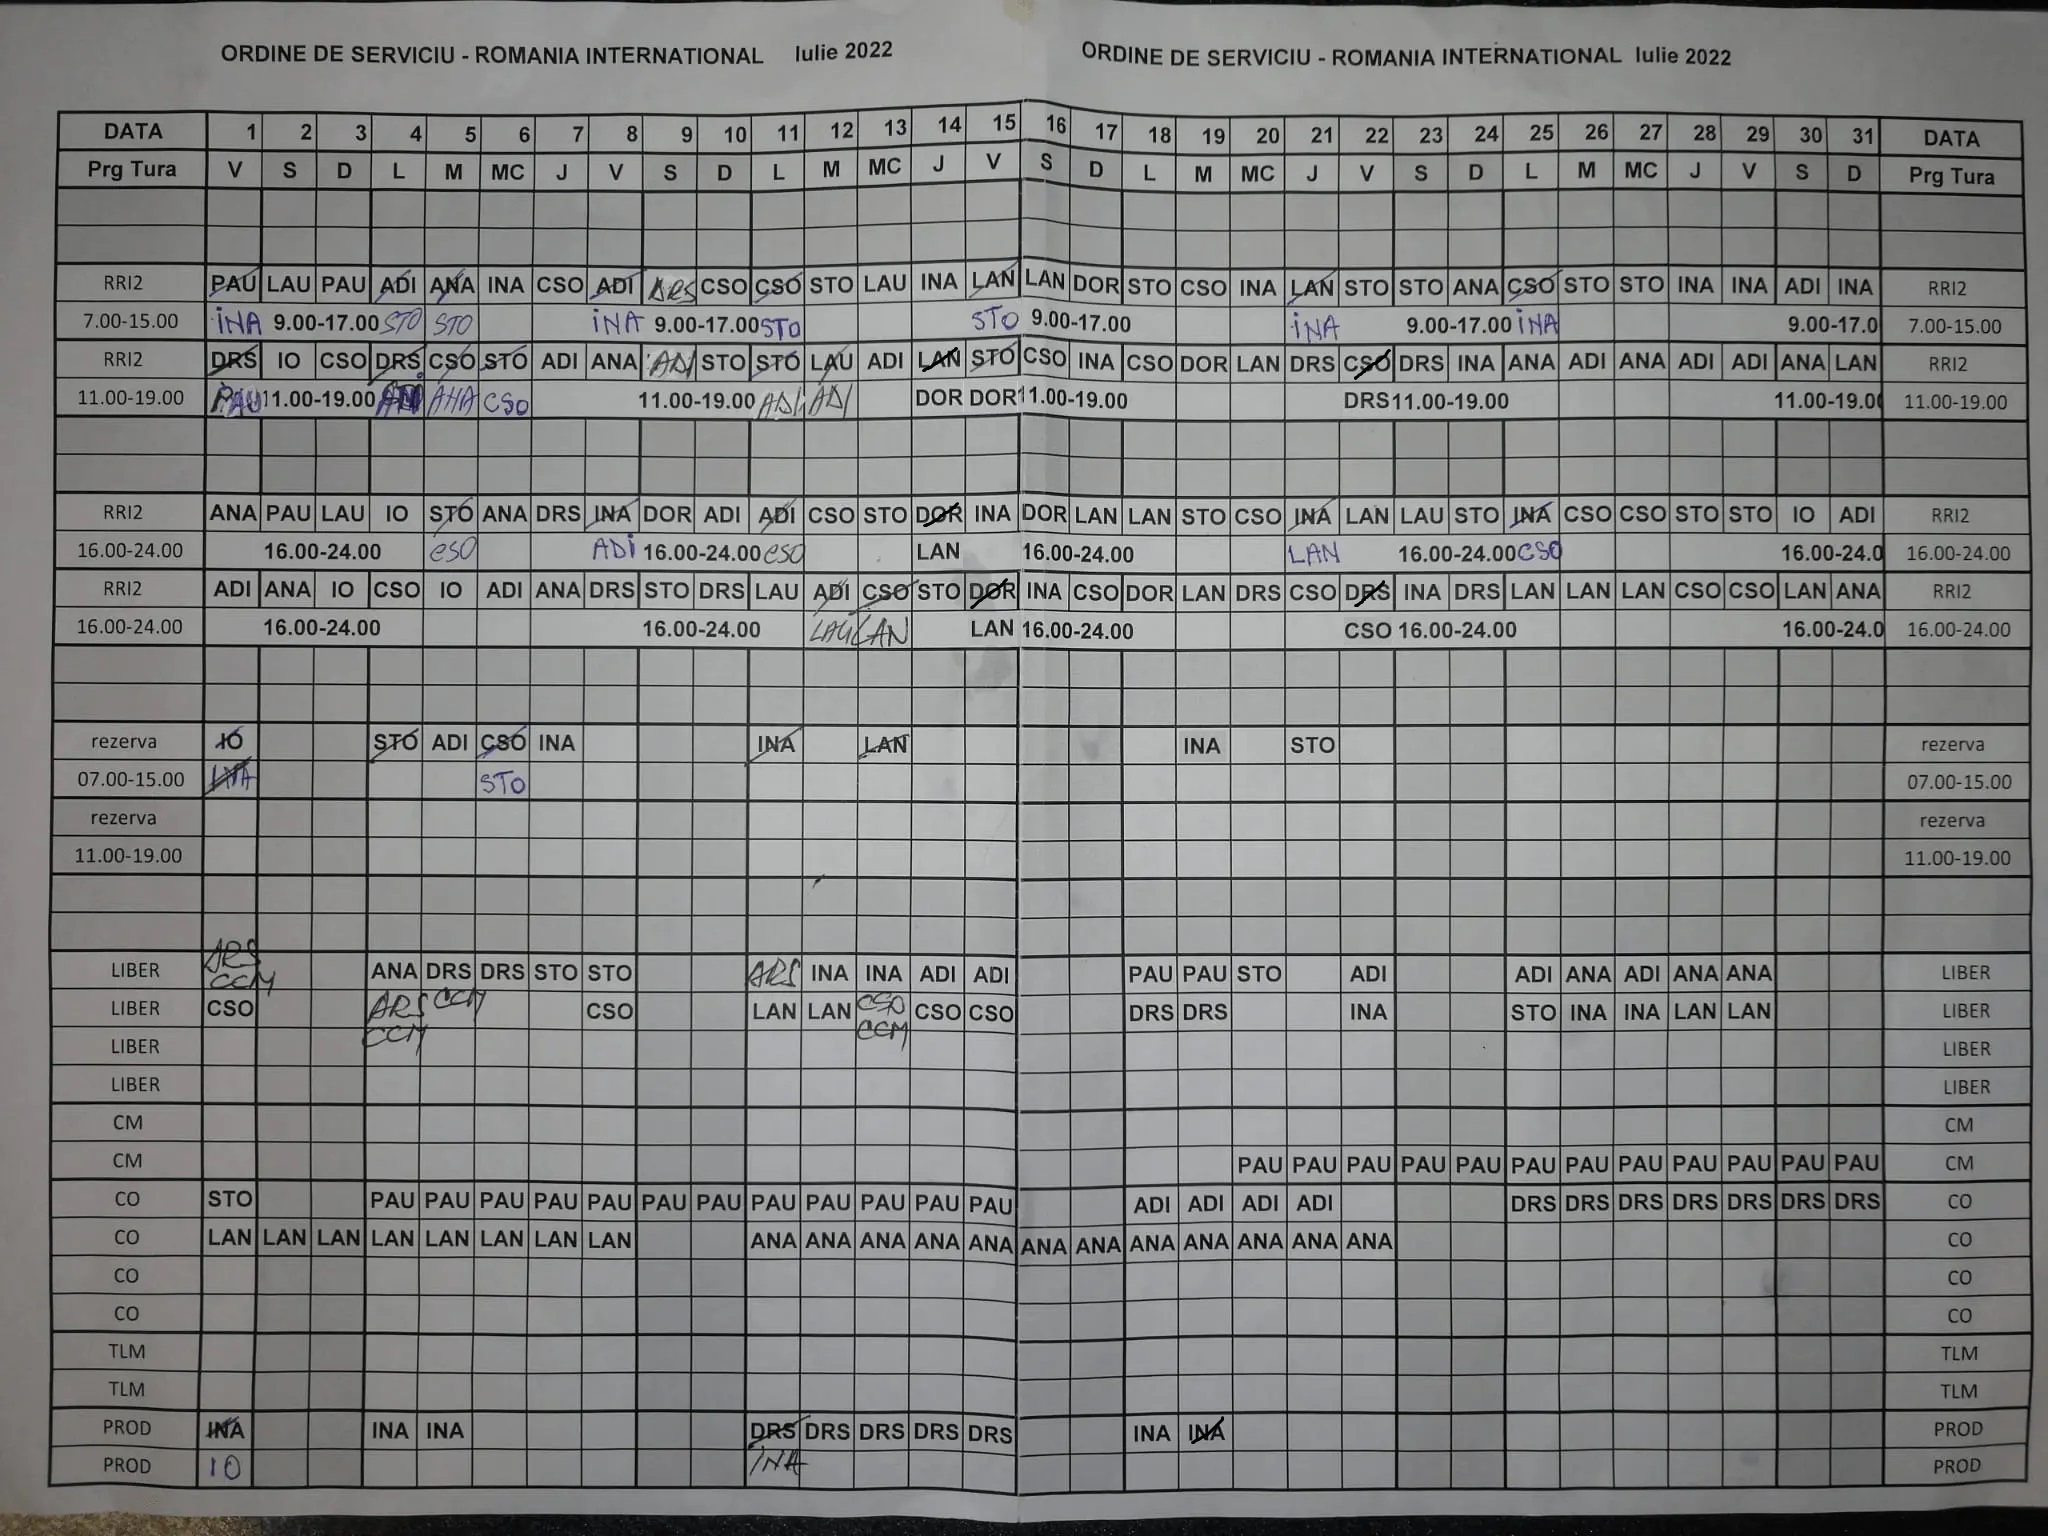 ORDINE DE SERVICIU - ROMANIA INTERNATIONAL Iulie 2022 ORDINE DE SERVICIU - ROMANIA INTERNATIONAL Iulie 2022
DATA 1 2 3 4 5 6 7 8 9 10 11 12 13 14 15 16 17 18 19 20 21 22 23 24 25 26 27 28 29 30 31 DATA
Prg Tura V S D L M MC J V S D L M MC J V S D L M MC J V S D L M MC J V S D Prg Tura
RRI2 PAU LAU PAU ADI ANA INA CSO ADI DRS CSO CSO STO LAU INA LAN LAN DOR STO CSO INA LAN STO STO ANA CSO STO STO INA INA ADI INA RRI2
7.00-15.00 INA 9.00-17.00 STO STO INA 9.00-17.00 STO STO 9.00-17.00 INA 9.00-17.00 INA 9.00-17.0 7.00-15.00
RRI2 DRS IO CSO DRS CSO STO ADI ANA ADI STO STO LAU ADI LAN STO CSO INA CSO DOR LAN DRS CSO DRS INA ANA ADI ANA ADI ADI ANA LAN RRI2
11.00-19.00 PAU 11.00-19.00 ANA CSO 11.00-19.00 ADI ADI DOR DOR 11.00-19.00 DRS 11.00-19.00 11.00-19.00 11.00-19.00
RRI2 ANA PAU LAU IO STO ANA DRS INA DOR ADI ADI CSO STO DOR INA DOR LAN LAN STO CSO INA LAN LAU STO INA CSO CSO STO STO IO ADI RRI2
16.00-24.00 16.00-24.00 CSO ADI 16.00-24.00 CSO LAN 16.00-24.00 LAN 16.00-24.00 CSO 16.00-24.0 16.00-24.00
RRI2 ADI ANA IO CSO IO ADI ANA DRS STO DRS LAU ADI CSO STO DOR INA CSO DOR LAN DRS CSO DRS INA DRS LAN LAN LAN CSO CSO LAN ANA RRI2
16.00-24.00 16.00-24.00 16.00-24.00 LAU LAN LAN 16.00-24.00 CSO 16.00-24.00 16.00-24.0 16.00-24.00
rezerva IO STO ADI CSO INA INA LAN INA STO rezerva
07.00-15.00 INA STO 07.00-15.00
rezerva rezerva
11.00-19.00 11.00-19.00
LIBER DRS CCM ANA DRS DRS STO STO DRS INA INA ADI ADI PAU PAU STO ADI ADI ANA ADI ANA ANA LIBER
LIBER CSO DRS CCM CCM CSO LAN LAN CSO CCM CSO CSO DRS DRS INA STO INA INA LAN LAN LIBER
LIBER LIBER
LIBER LIBER
CM CM
CM PAU PAU PAU PAU PAU PAU PAU PAU PAU PAU PAU PAU CM
CO STO PAU PAU PAU PAU PAU PAU PAU PAU PAU PAU PAU PAU ADI ADI ADI ADI DRS DRS DRS DRS DRS DRS DRS CO
CO LAN LAN LAN LAN LAN LAN LAN LAN ANA ANA ANA ANA ANA ANA ANA ANA ANA ANA ANA ANA CO
CO CO
CO CO
TLM TLM
TLM TLM
PROD INA INA INA DRS DRS DRS DRS DRS INA INA PROD
PROD IO INA PROD